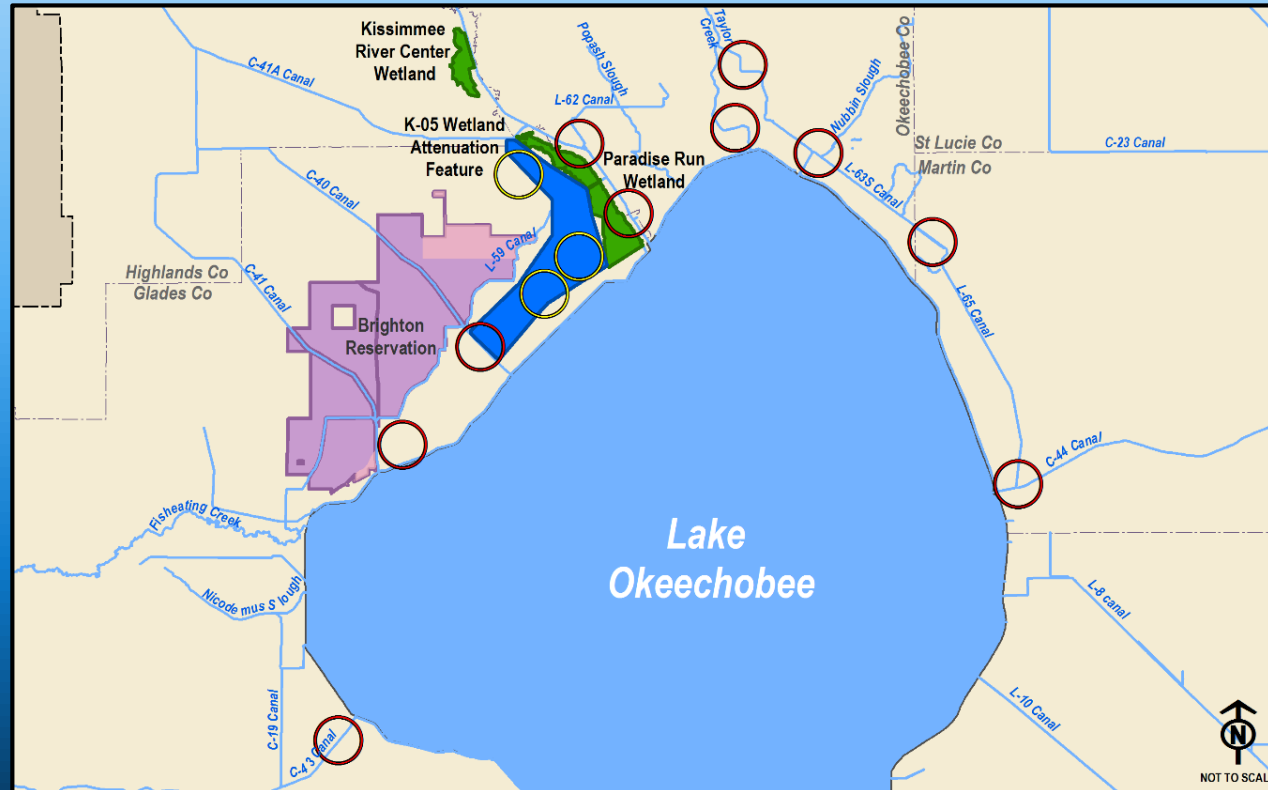 Kissimmee
River Center
Wetland
Popash Slough
Taylor
Creek
Okeechobee Co
Nubbin Slough
C-41A Canal
L-62 Canal
K-05 Wetland
Attenuation
Feature
Paradise Run
Wetland
St Lucie Co
Martin Co
C-23 Canal
L-63S Canal
C-40 Canal
L-59 Canal
Highlands Co
Glades Co
C-41 Canal
L-65 Canal
Brighton
Reservation
C-44 Canal
Fisheating Creek
Lake
Okeechobee
Nicodemus Slough
L-8 canal
C-19 Canal
L-10 Canal
C-43 Canal
N
NOT TO SCAL